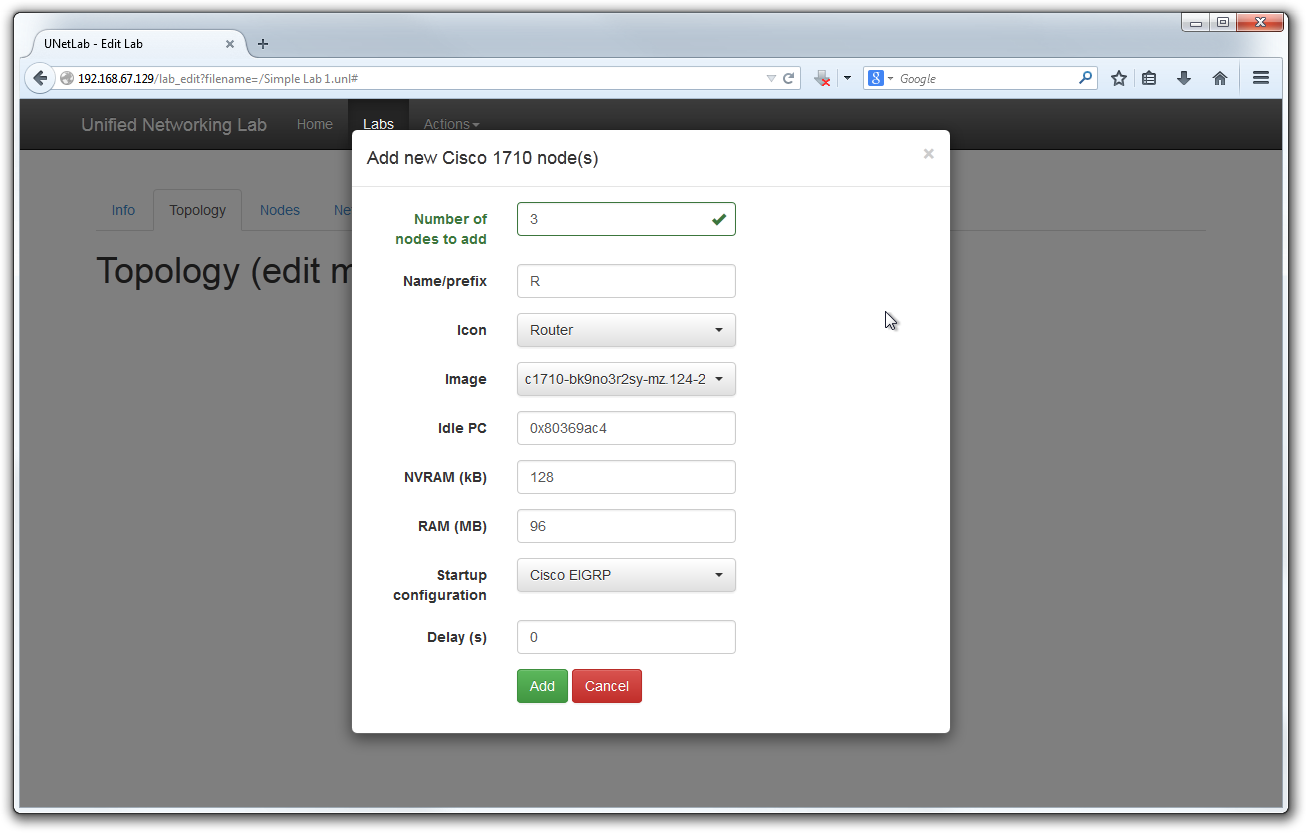 UNetLab - Edit Lab
192.168.67.129/lab_edit?filename=/Simple Lab 1.unl#
Google
Unified Networking Lab Home Labs Actions
Add new Cisco 1710 node(s)
Info Topology Nodes
Topology (edit
Number of
nodes to add
3
Name/prefix
R
Icon
Router
Image
c1710-bk9no3r2sy-mz.124-2
Idle PC
0x80369ac4
NVRAM (kB)
128
RAM (MB)
96
Startup
configuration
Cisco EIGRP
Delay (s)
0
Add Cancel